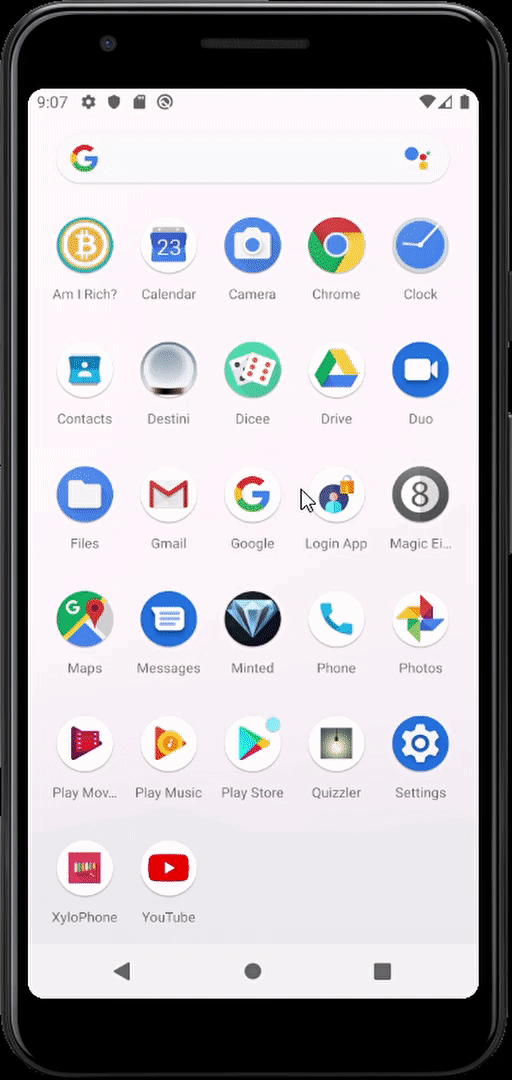 9:07
Am I Rich? Calendar Camera Chrome Clock
23
Contacts Destini Dicee Drive Duo
Files Gmail Google Login App Magic Ei...
8
Maps Messages Minted Phone Photos
Play Mov... Play Music Play Store Quizzler Settings
XyloPhone YouTube